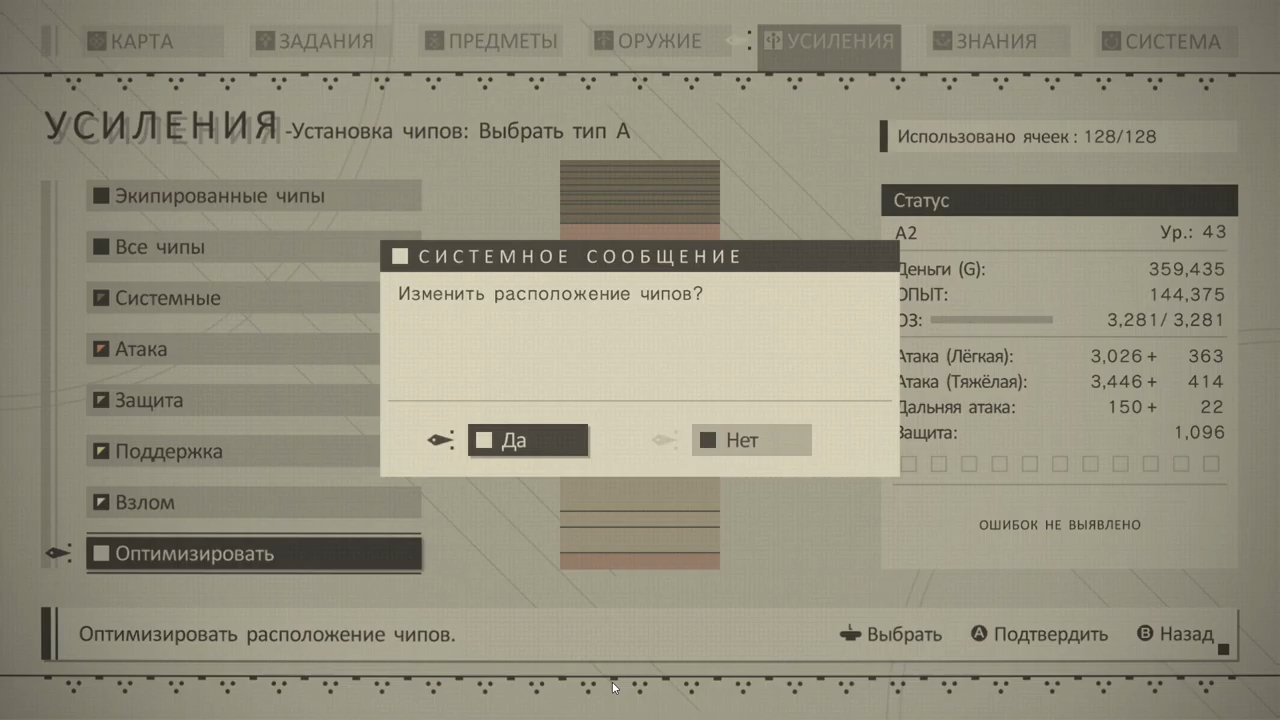 КАРТА
ЗАДАНИЯ
ПРЕДМЕТЫ
ОРУЖИЕ
УСИЛЕНИЯ
ЗНАНИЯ
СИСТЕМА
УСИЛЕНИЯ -Установка чипов: Выбрать тип A
Использовано ячеек: 128/128
Экипированные чипы
Все чипы
Системные
Атака
Защита
Поддержка
Взлом
Оптимизировать
СИСТЕМНОЕ СООБЩЕНИЕ
Изменить расположение чипов?
Да
Нет
Статус
A2 Ур.: 43
Деньги (G): 359,435
ОПЫТ: 144,375
ОЗ: 3,281/ 3,281
Атака (Лёгкая): 3,026 + 363
Атака (Тяжёлая): 3,446 + 414
Дальняя атака: 150 + 22
Защита: 1,096
ОШИБОК НЕ ВЫЯВЛЕНО
Оптимизировать расположение чипов.
Выбрать
A Подтвердить
B Назад